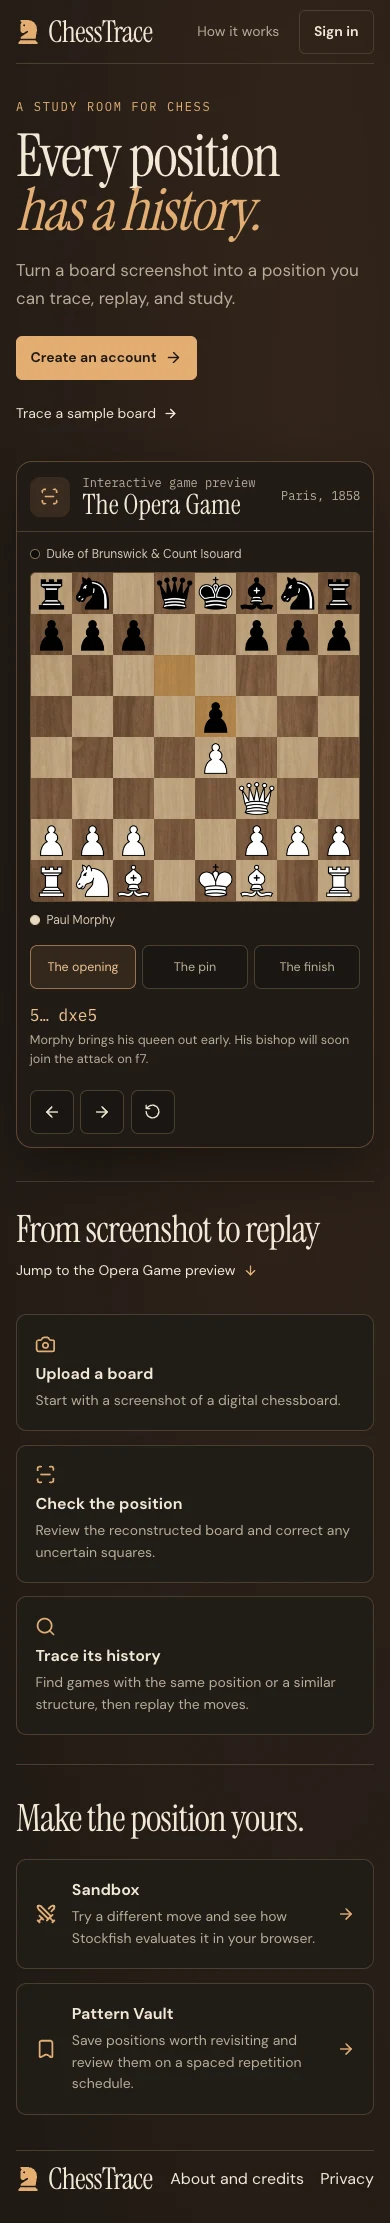 ChessTrace How it works Sign in
A STUDY ROOM FOR CHESS
Every position
has a history.
Turn a board screenshot into a position you
can trace, replay, and study.
Create an account →
Trace a sample board →
Interactive game preview
The Opera Game Paris, 1858
Duke of Brunswick & Count Isouard
Paul Morphy
The opening The pin The finish
5… dxe5
Morphy brings his queen out early. His bishop will soon
join the attack on f7.
From screenshot to replay
Jump to the Opera Game preview ↓
Upload a board
Start with a screenshot of a digital chessboard.
Check the position
Review the reconstructed board and correct any
uncertain squares.
Trace its history
Find games with the same position or a similar
structure, then replay the moves.
Make the position yours.
Sandbox
Try a different move and see how
Stockfish evaluates it in your browser.
Pattern Vault
Save positions worth revisiting and
review them on a spaced repetition
schedule.
ChessTrace About and credits Privacy